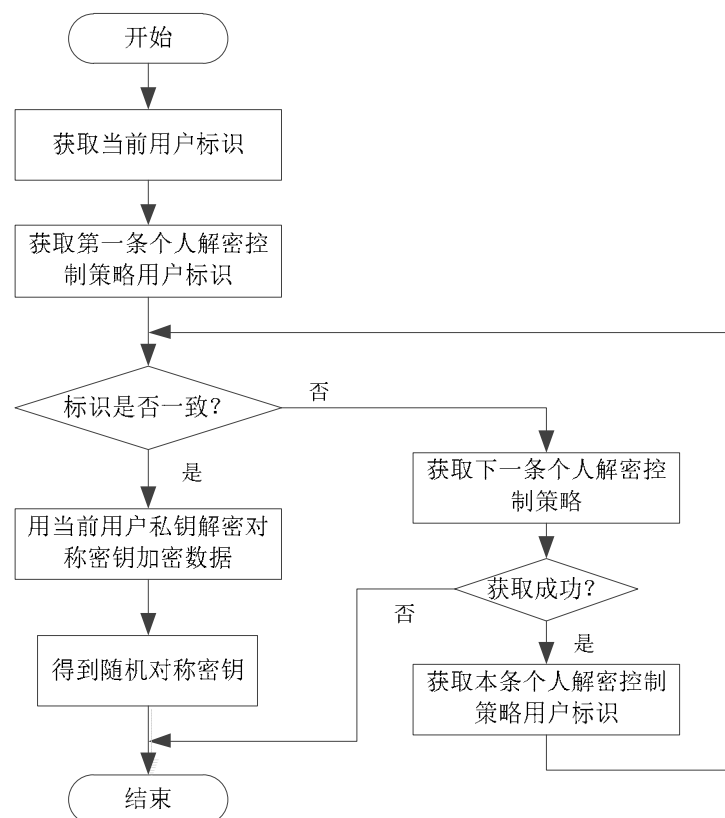 开始
获取当前用户标识
获取第一条个人解密控
制策略用户标识
标识是否一致?
否
是
获取下一条个人解密控
制策略
用当前用户私钥解密对
称密钥加密数据
获取成功?
否
是
得到随机对称密钥
获取本条个人解密控制
策略用户标识
结束